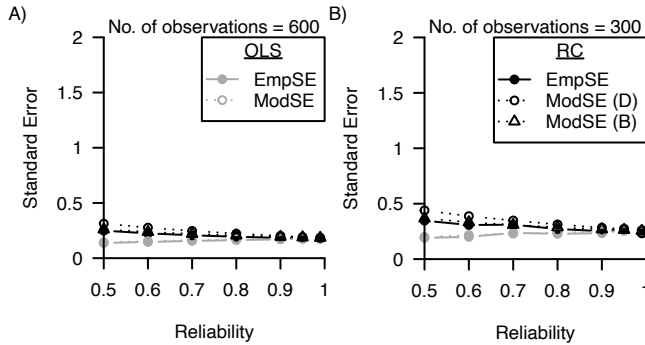 A)
No. of observations = 600
OLS
EmpSE
ModSE
Standard Error
2
1.5
1
0.5
0
0.5 0.6 0.7 0.8 0.9 1
Reliability
B)
No. of observations = 300
RC
EmpSE
ModSE (D)
ModSE (B)
Standard Error
2
1.5
1
0.5
0
0.5 0.6 0.7 0.8 0.9 1
Reliability